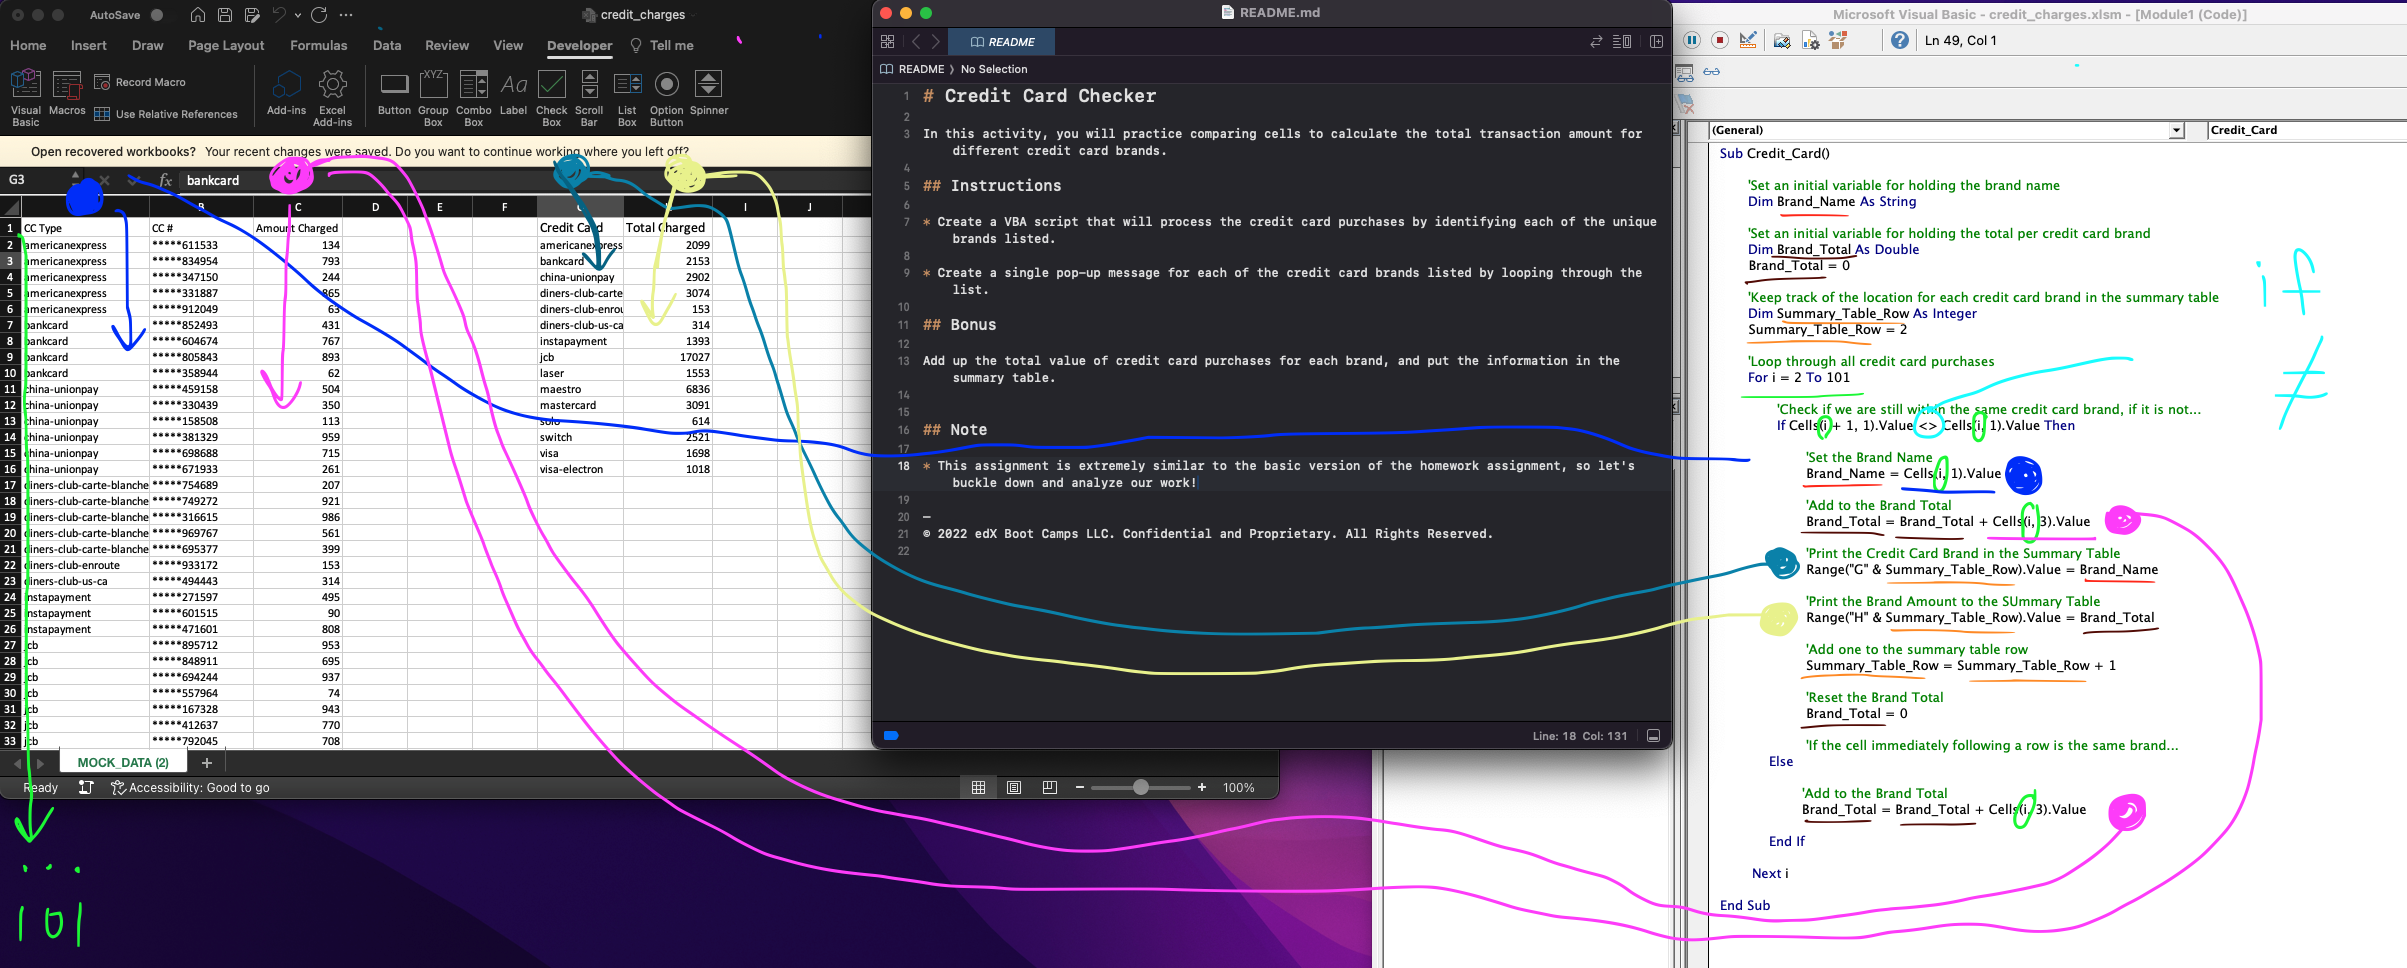 AutoSave
credit_charges
Home Insert Draw Page Layout Formulas Data Review View Developer Tell me
Visual Basic
Macros
Record Macro
Use Relative References
Add-ins
Excel Add-ins
Button
XYZ
Group Box
Combo Box
Aa
Label
Check Box
Scroll Bar
List Box
Option Button
Spinner
Open recovered workbooks? Your recent changes were saved. Do you want to continue working where you left off?
G3 fx bankcard
B C D E F I J
1 CC Type CC # Amount Charged Credit Card Total Charged
2 americanexpress *****611533 134 americanexpress 2099
3 americanexpress *****834954 793 bankcard 2153
4 americanexpress *****347150 244 china-unionpay 2902
5 americanexpress *****331887 865 diners-club-carte 3074
6 americanexpress *****912049 63 diners-club-enrou 153
7 bankcard *****852493 431 diners-club-us-ca 314
8 bankcard *****604674 767 instapayment 1393
9 bankcard *****805843 893 jcb 17027
10 bankcard *****358944 62 laser 1553
11 china-unionpay *****459158 504 maestro 6836
12 china-unionpay *****330439 350 mastercard 3091
13 china-unionpay *****158508 113 solo 614
14 china-unionpay *****381329 959 switch 2521
15 china-unionpay *****698688 715 visa 1698
16 china-unionpay *****671933 261 visa-electron 1018
17 diners-club-carte-blanche *****754689 207
18 diners-club-carte-blanche *****749272 921
19 diners-club-carte-blanche *****316615 986
20 diners-club-carte-blanche *****969767 561
21 diners-club-carte-blanche *****695377 399
22 diners-club-enroute *****933172 153
23 diners-club-us-ca *****494443 314
24 instapayment *****271597 495
25 instapayment *****601515 90
26 instapayment *****471601 808
27 jcb *****895712 953
28 jcb *****848911 695
29 jcb *****694244 937
30 jcb *****557964 74
31 jcb *****167328 943
32 jcb *****412637 770
33 jcb *****792045 708
MOCK_DATA (2) +
Ready Accessibility: Good to go − + 100%
...
101
README.md
README
README 〉 No Selection
1 # Credit Card Checker
2
3 In this activity, you will practice comparing cells to calculate the total transaction amount for
different credit card brands.
4
5 ## Instructions
6
7 * Create a VBA script that will process the credit card purchases by identifying each of the unique
brands listed.
8
9 * Create a single pop-up message for each of the credit card brands listed by looping through the
list.
10
11 ## Bonus
12
13 Add up the total value of credit card purchases for each brand, and put the information in the
summary table.
14
15
16 ## Note
17
18 * This assignment is extremely similar to the basic version of the homework assignment, so let's
buckle down and analyze our work!
19
20 —
21 © 2022 edX Boot Camps LLC. Confidential and Proprietary. All Rights Reserved.
22
Line: 18 Col: 131
Microsoft Visual Basic - credit_charges.xlsm - [Module1 (Code)]
Ln 49, Col 1
(General) Credit_Card
Sub Credit_Card()
'Set an initial variable for holding the brand name
Dim Brand_Name As String
'Set an initial variable for holding the total per credit card brand
Dim Brand_Total As Double
Brand_Total = 0
'Keep track of the location for each credit card brand in the summary table
Dim Summary_Table_Row As Integer
Summary_Table_Row = 2
'Loop through all credit card purchases
For i = 2 To 101
'Check if we are still within the same credit card brand, if it is not...
If Cells(i + 1, 1).Value <> Cells(i, 1).Value Then
'Set the Brand Name
Brand_Name = Cells(i, 1).Value
'Add to the Brand Total
Brand_Total = Brand_Total + Cells(i, 3).Value
'Print the Credit Card Brand in the Summary Table
Range("G" & Summary_Table_Row).Value = Brand_Name
'Print the Brand Amount to the SUmmary Table
Range("H" & Summary_Table_Row).Value = Brand_Total
'Add one to the summary table row
Summary_Table_Row = Summary_Table_Row + 1
'Reset the Brand Total
Brand_Total = 0
'If the cell immediately following a row is the same brand...
Else
'Add to the Brand Total
Brand_Total = Brand_Total + Cells(i, 3).Value
End If
Next i
End Sub
if
≠